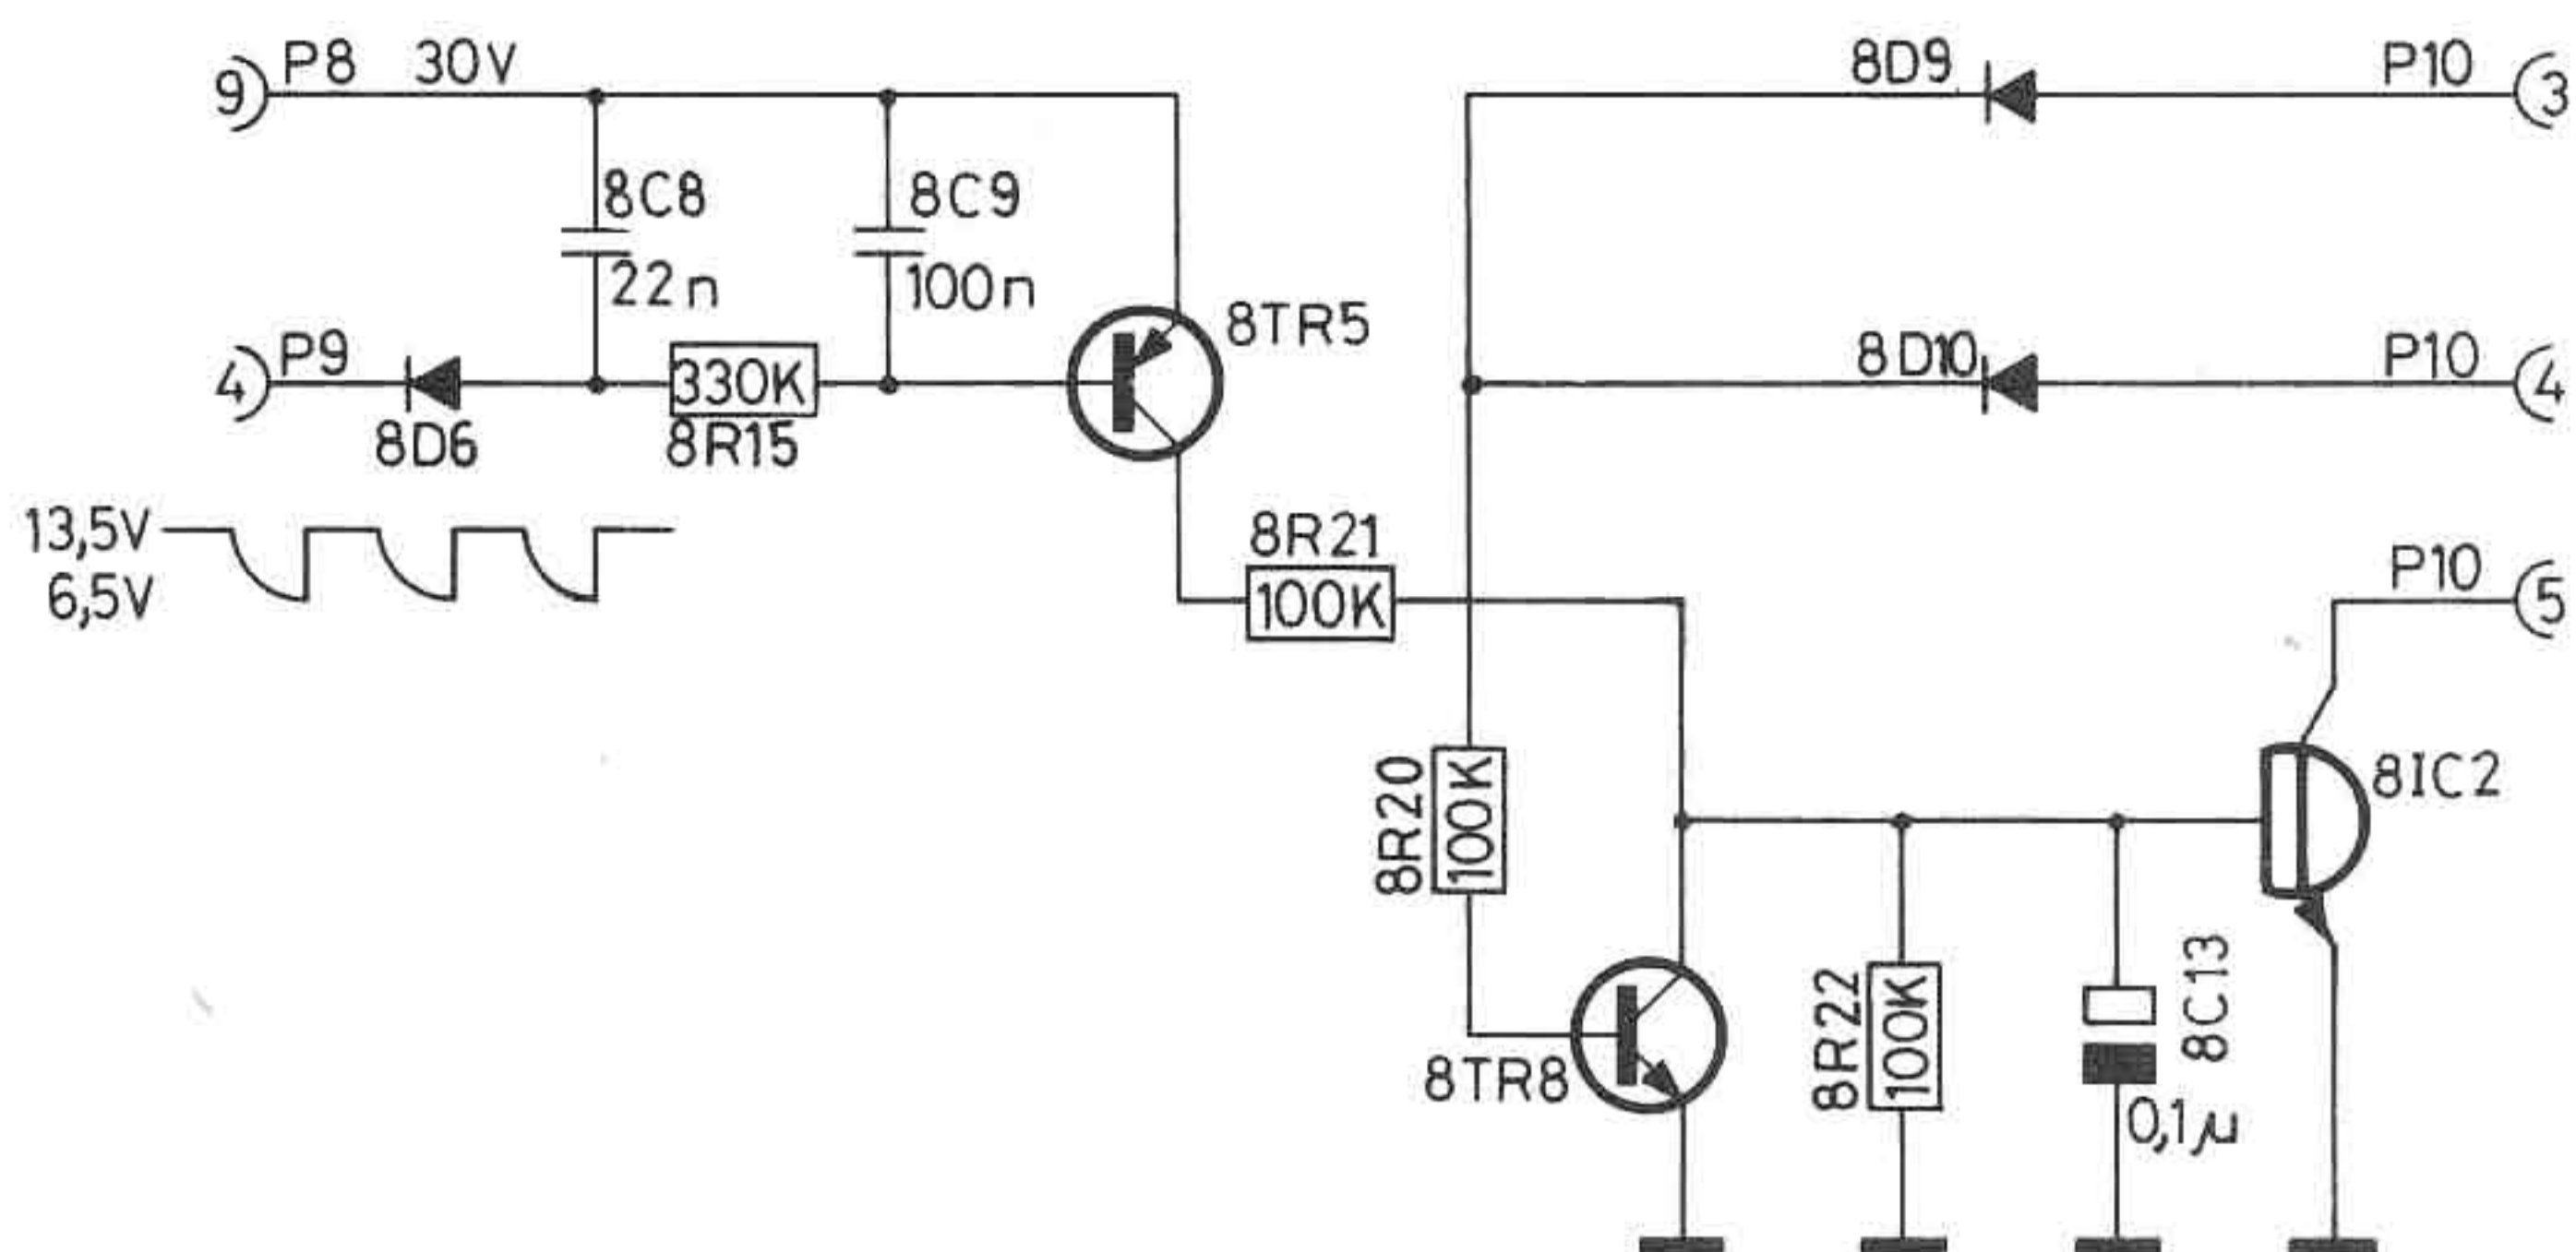 9 P8 30V
8D9 P10 3
8C8
22n
8C9
100n
8TR5
4 P9
8D6
330K
8R15
8D10 P10 4
13,5V
6,5V
8R21
100K
P10 5
8R20
100K
8IC2
8TR8
8R22
100K
8C13
0,1µ